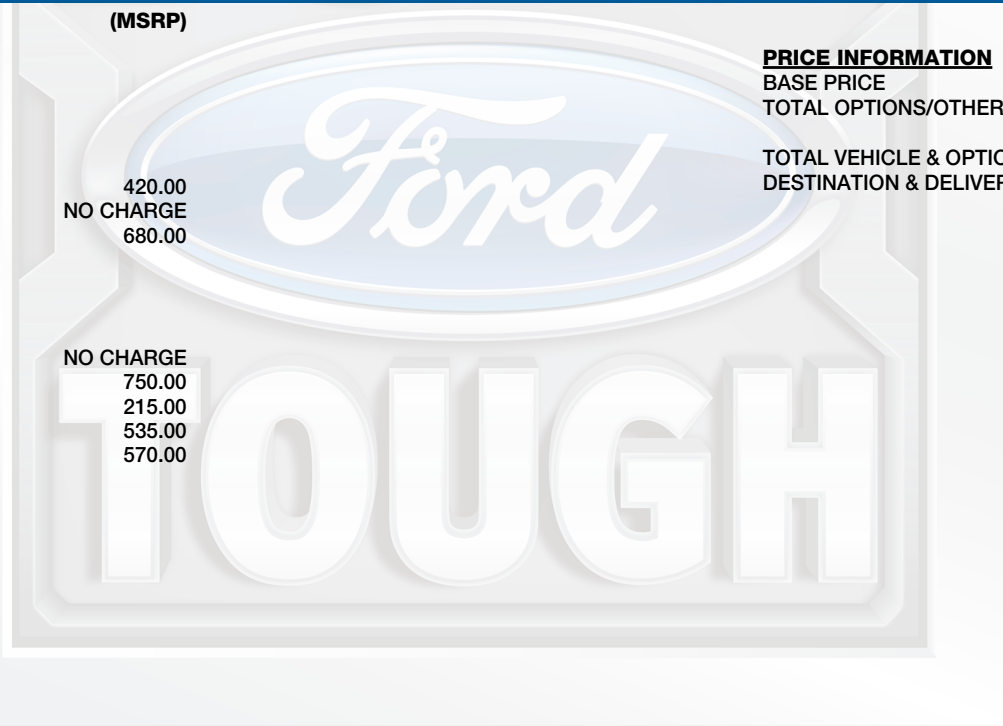 (MSRP)
PRICE INFORMATION
BASE PRICE
TOTAL OPTIONS/OTHER
TOTAL VEHICLE & OPTIO
DESTINATION & DELIVER
420.00
NO CHARGE
680.00
NO CHARGE
750.00
215.00
535.00
570.00
Ford
TOUGH